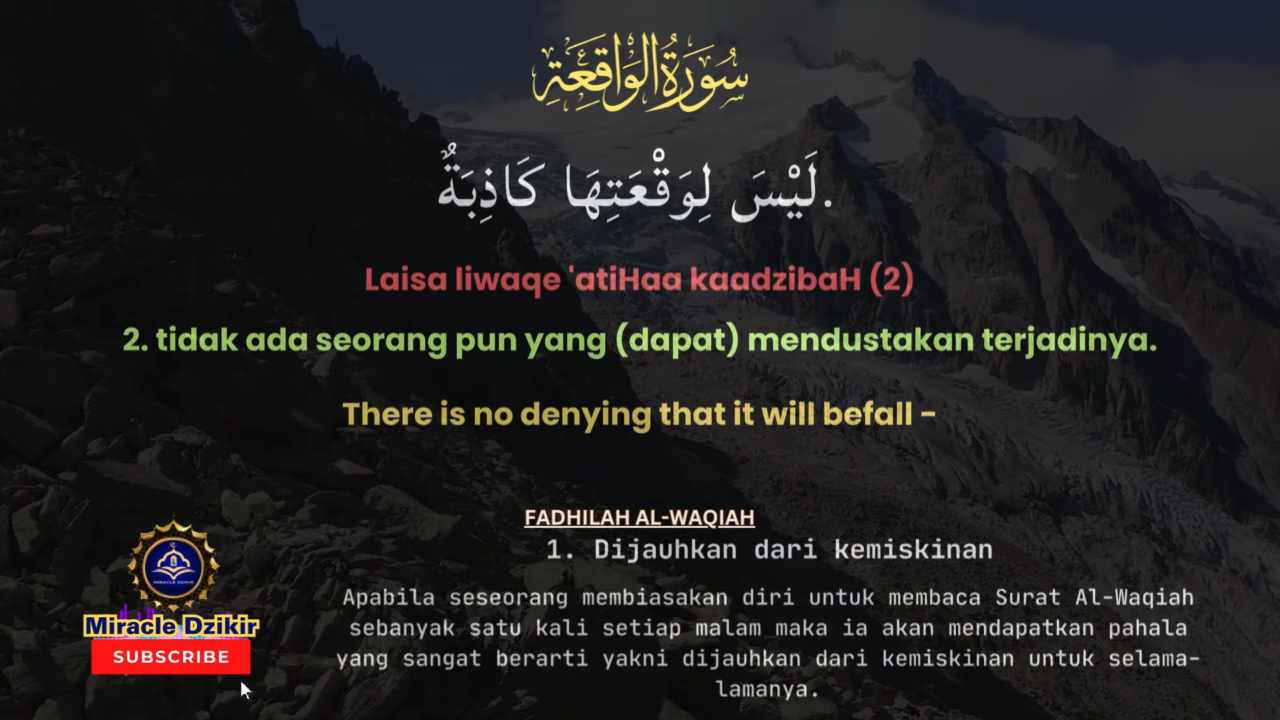 سُورَةُ الْوَاقِعَةِ
لَيْسَ لِوَقْعَتِهَا كَاذِبَةٌ.
Laisa liwaqe 'atiHaa kaadzibaH (2)
2. tidak ada seorang pun yang (dapat) mendustakan terjadinya.
There is no denying that it will befall –
FADHILAH AL-WAQIAH
1. Dijauhkan dari kemiskinan
Apabila seseorang membiasakan diri untuk membaca Surat Al-Waqiah
sebanyak satu kali setiap malam maka ia akan mendapatkan pahala
yang sangat berarti yakni dijauhkan dari kemiskinan untuk selama-
lamanya.
MIRACLE DZIKIR
Miracle Dzikir
SUBSCRIBE